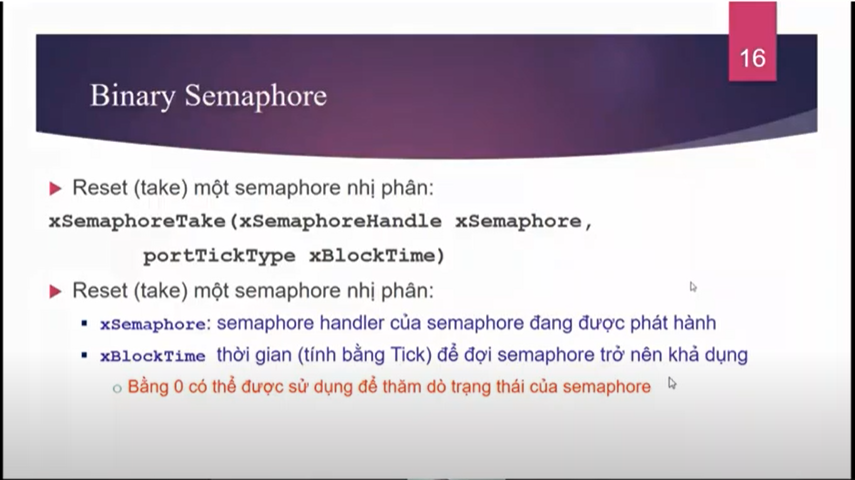 16
Binary Semaphore
Reset (take) một semaphore nhị phân:
xSemaphoreTake(xSemaphoreHandle xSemaphore,
portTickType xBlockTime)
Reset (take) một semaphore nhị phân:
xSemaphore: semaphore handler của semaphore đang được phát hành
xBlockTime thời gian (tính bằng Tick) để đợi semaphore trở nên khả dụng
Bằng 0 có thể được sử dụng để thăm dò trạng thái của semaphore